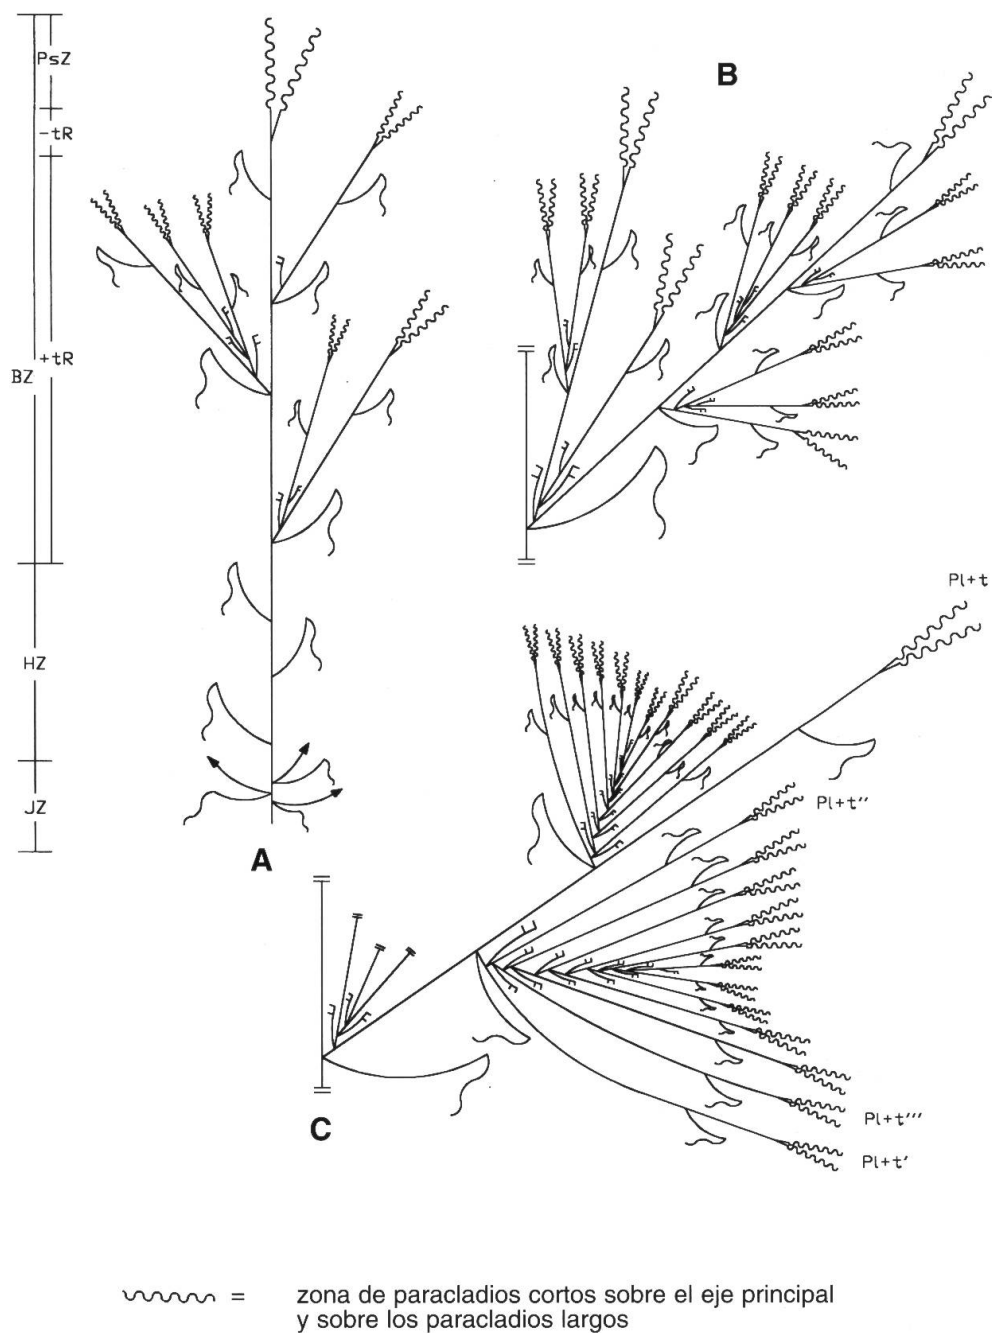 PsZ
B
-tR
+tR
BZ
Pl+t
HZ
JZ
Pl+t''
A
Pl+t'''
C
Pl+t'
= zona de paracladios cortos sobre el eje principal
y sobre los paracladios largos